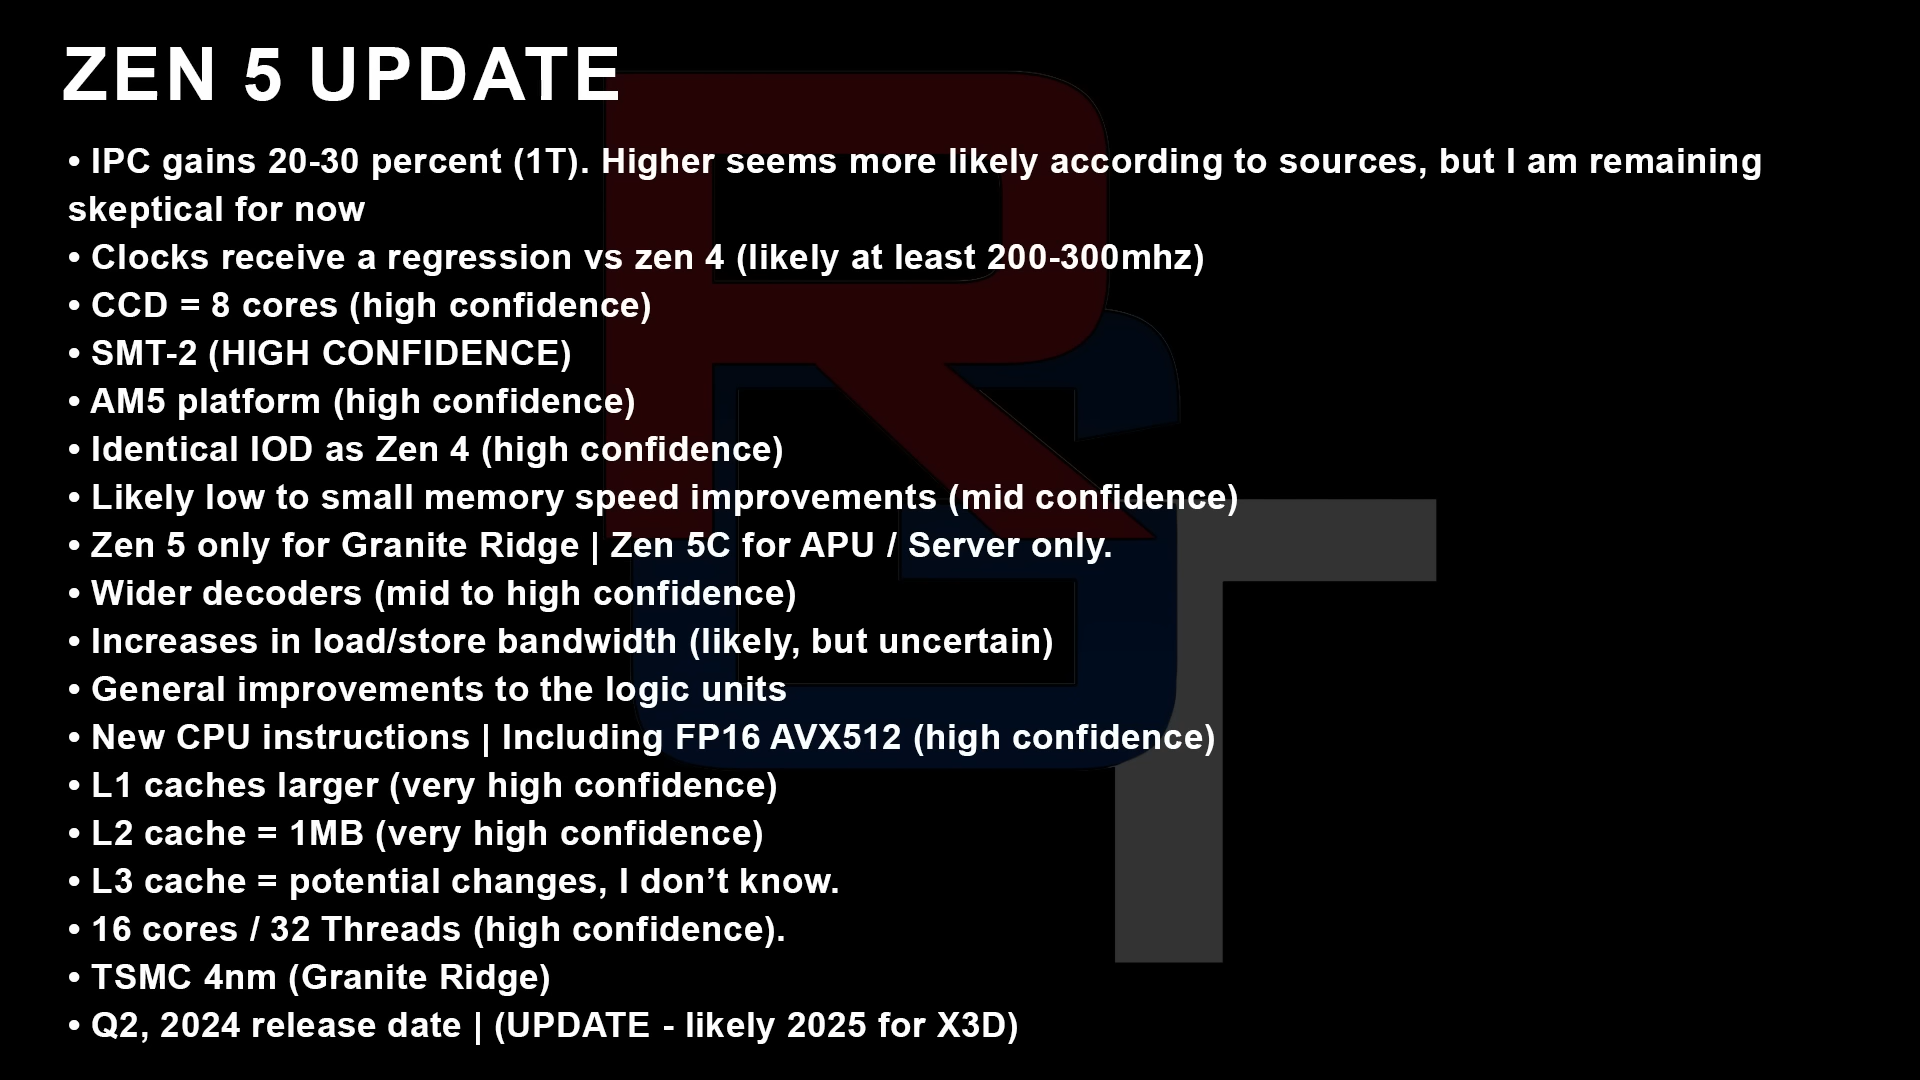 ZEN 5 UPDATE
• IPC gains 20-30 percent (1T). Higher seems more likely according to sources, but I am remaining
skeptical for now
• Clocks receive a regression vs zen 4 (likely at least 200-300mhz)
• CCD = 8 cores (high confidence)
• SMT-2 (HIGH CONFIDENCE)
• AM5 platform (high confidence)
• Identical IOD as Zen 4 (high confidence)
• Likely low to small memory speed improvements (mid confidence)
• Zen 5 only for Granite Ridge | Zen 5C for APU / Server only.
• Wider decoders (mid to high confidence)
• Increases in load/store bandwidth (likely, but uncertain)
• General improvements to the logic units
• New CPU instructions | Including FP16 AVX512 (high confidence)
• L1 caches larger (very high confidence)
• L2 cache = 1MB (very high confidence)
• L3 cache = potential changes, I don’t know.
• 16 cores / 32 Threads (high confidence).
• TSMC 4nm (Granite Ridge)
• Q2, 2024 release date | (UPDATE - likely 2025 for X3D)
RGT